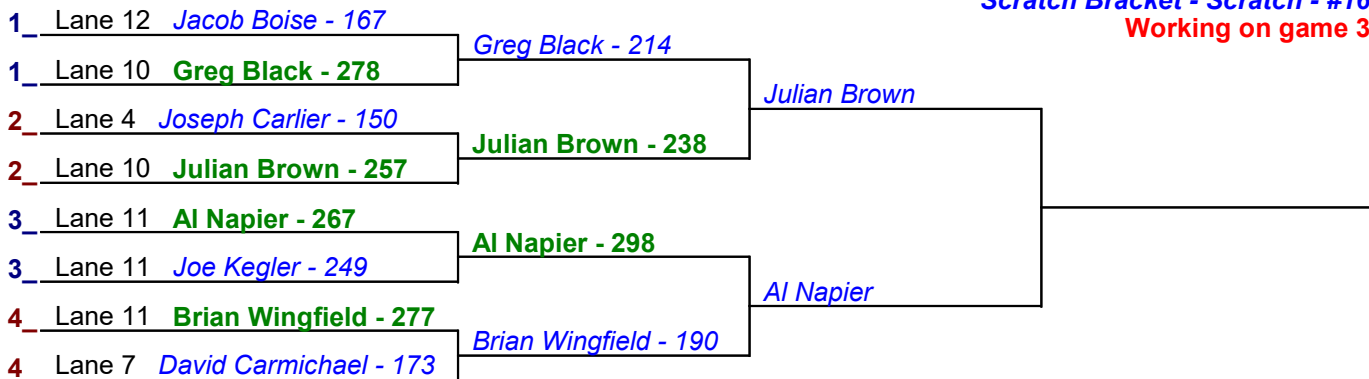 Scratch Bracket - Scratch - #16
Working on game 3
1_ Lane 12 Jacob Boise - 167
Greg Black - 214
1_ Lane 10 Greg Black - 278
Julian Brown
2_ Lane 4 Joseph Carlier - 150
Julian Brown - 238
2_ Lane 10 Julian Brown - 257
3_ Lane 11 Al Napier - 267
Al Napier - 298
3_ Lane 11 Joe Kegler - 249
Al Napier
4_ Lane 11 Brian Wingfield - 277
Brian Wingfield - 190
4 Lane 7 David Carmichael - 173